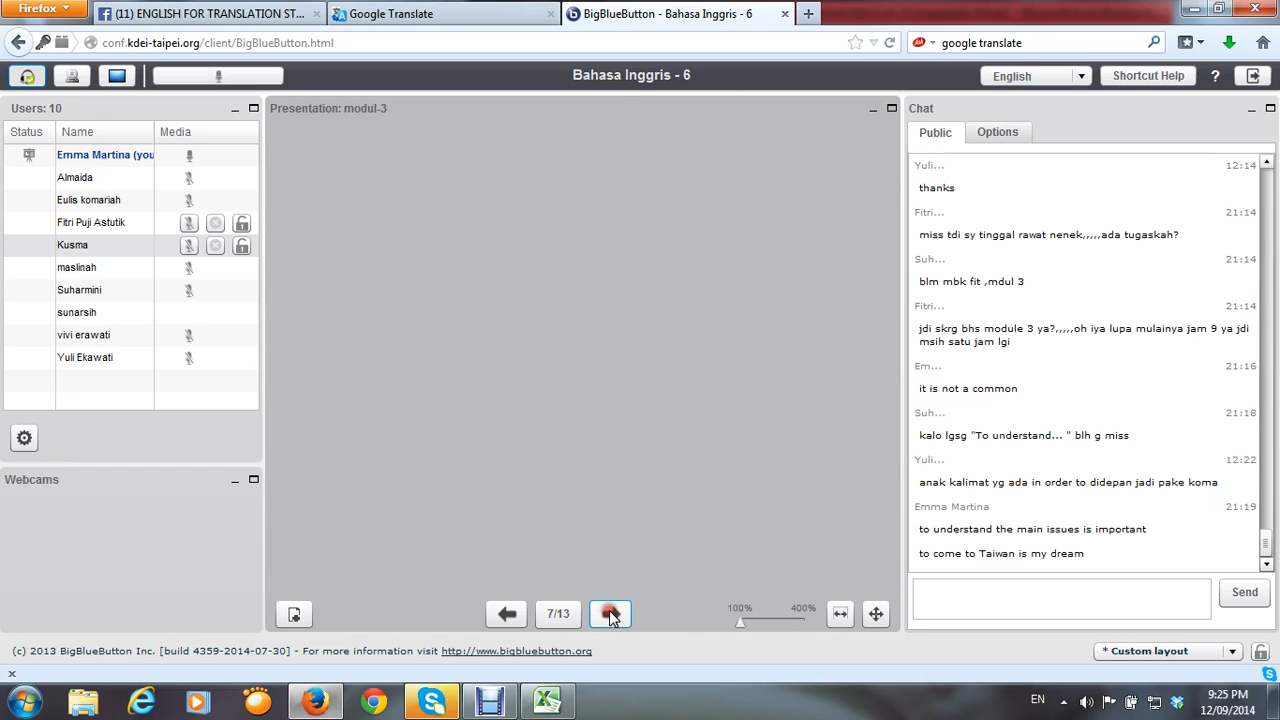 Firefox
(11) ENGLISH FOR TRANSLATION ST...
Google Translate
BigBlueButton - Bahasa Inggris - 6
conf.kdei-taipei.org/client/BigBlueButton.html
google translate
Bahasa Inggris - 6
English
Shortcut Help
?
Users: 10
Status Name Media
Emma Martina (you
Almaida
Eulis komariah
Fitri Puji Astutik
Kusma
maslinah
Suharmini
sunarsih
vivi erawati
Yuli Ekawati
Webcams
Presentation: modul-3
7/13
100% 400%
Chat
Public Options
Yuli... 12:14
thanks
Fitri... 21:14
miss tdi sy tinggal rawat nenek,,,,,ada tugaskah?
Suh... 21:14
blm mbk fit ,mdul 3
Fitri... 21:14
jdi skrg bhs module 3 ya?,,,,,oh iya lupa mulainya jam 9 ya jdi
msih satu jam lgi
Em... 21:16
it is not a common
Suh... 21:18
kalo lgsg "To understand... " blh g miss
Yuli... 12:22
anak kalimat yg ada in order to didepan jadi pake koma
Emma Martina 21:19
to understand the main issues is important
to come to Taiwan is my dream
Send
(c) 2013 BigBlueButton Inc. [build 4359-2014-07-30] - For more information visit http://www.bigbluebutton.org
* Custom layout
EN
9:25 PM
12/09/2014